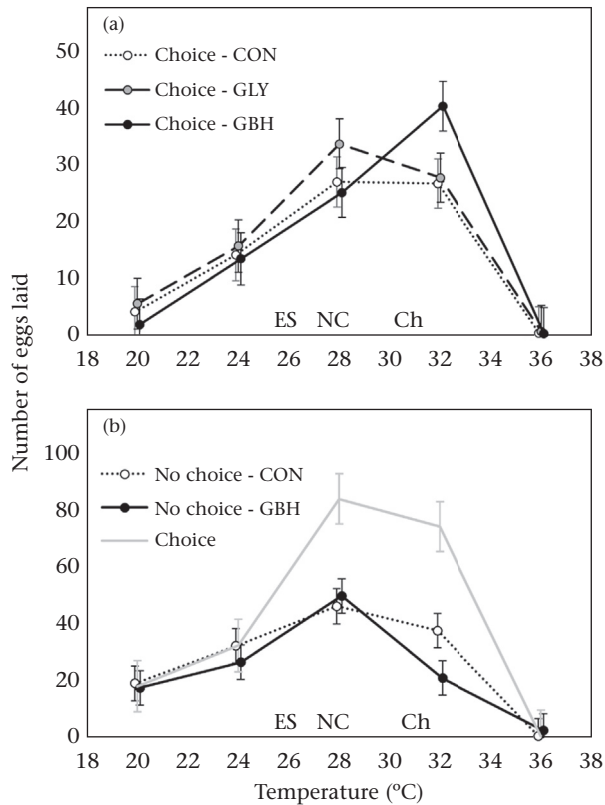 (a)
50
40
30
20
10
0
Choice - CON
Choice - GLY
Choice - GBH
ES NC Ch
18 20 22 24 26 28 30 32 34 36 38
Number of eggs laid
(b)
100
80
60
40
20
0
No choice - CON
No choice - GBH
Choice
ES NC Ch
18 20 22 24 26 28 30 32 34 36 38
Temperature (ºC)